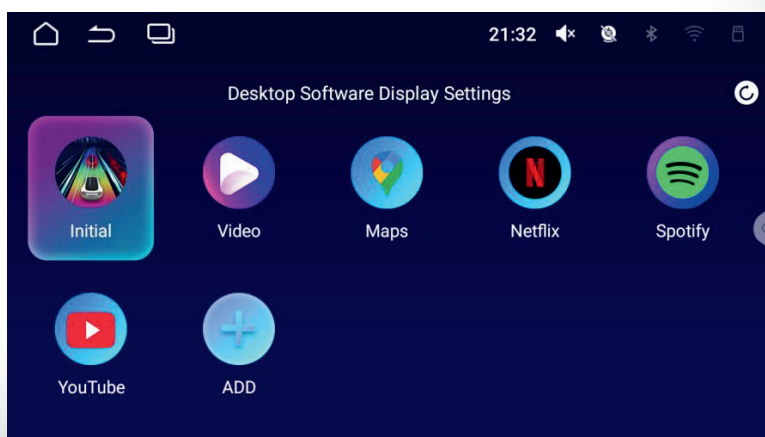 21:32
Desktop Software Display Settings
Initial Video Maps Netflix Spotify
N
YouTube ADD